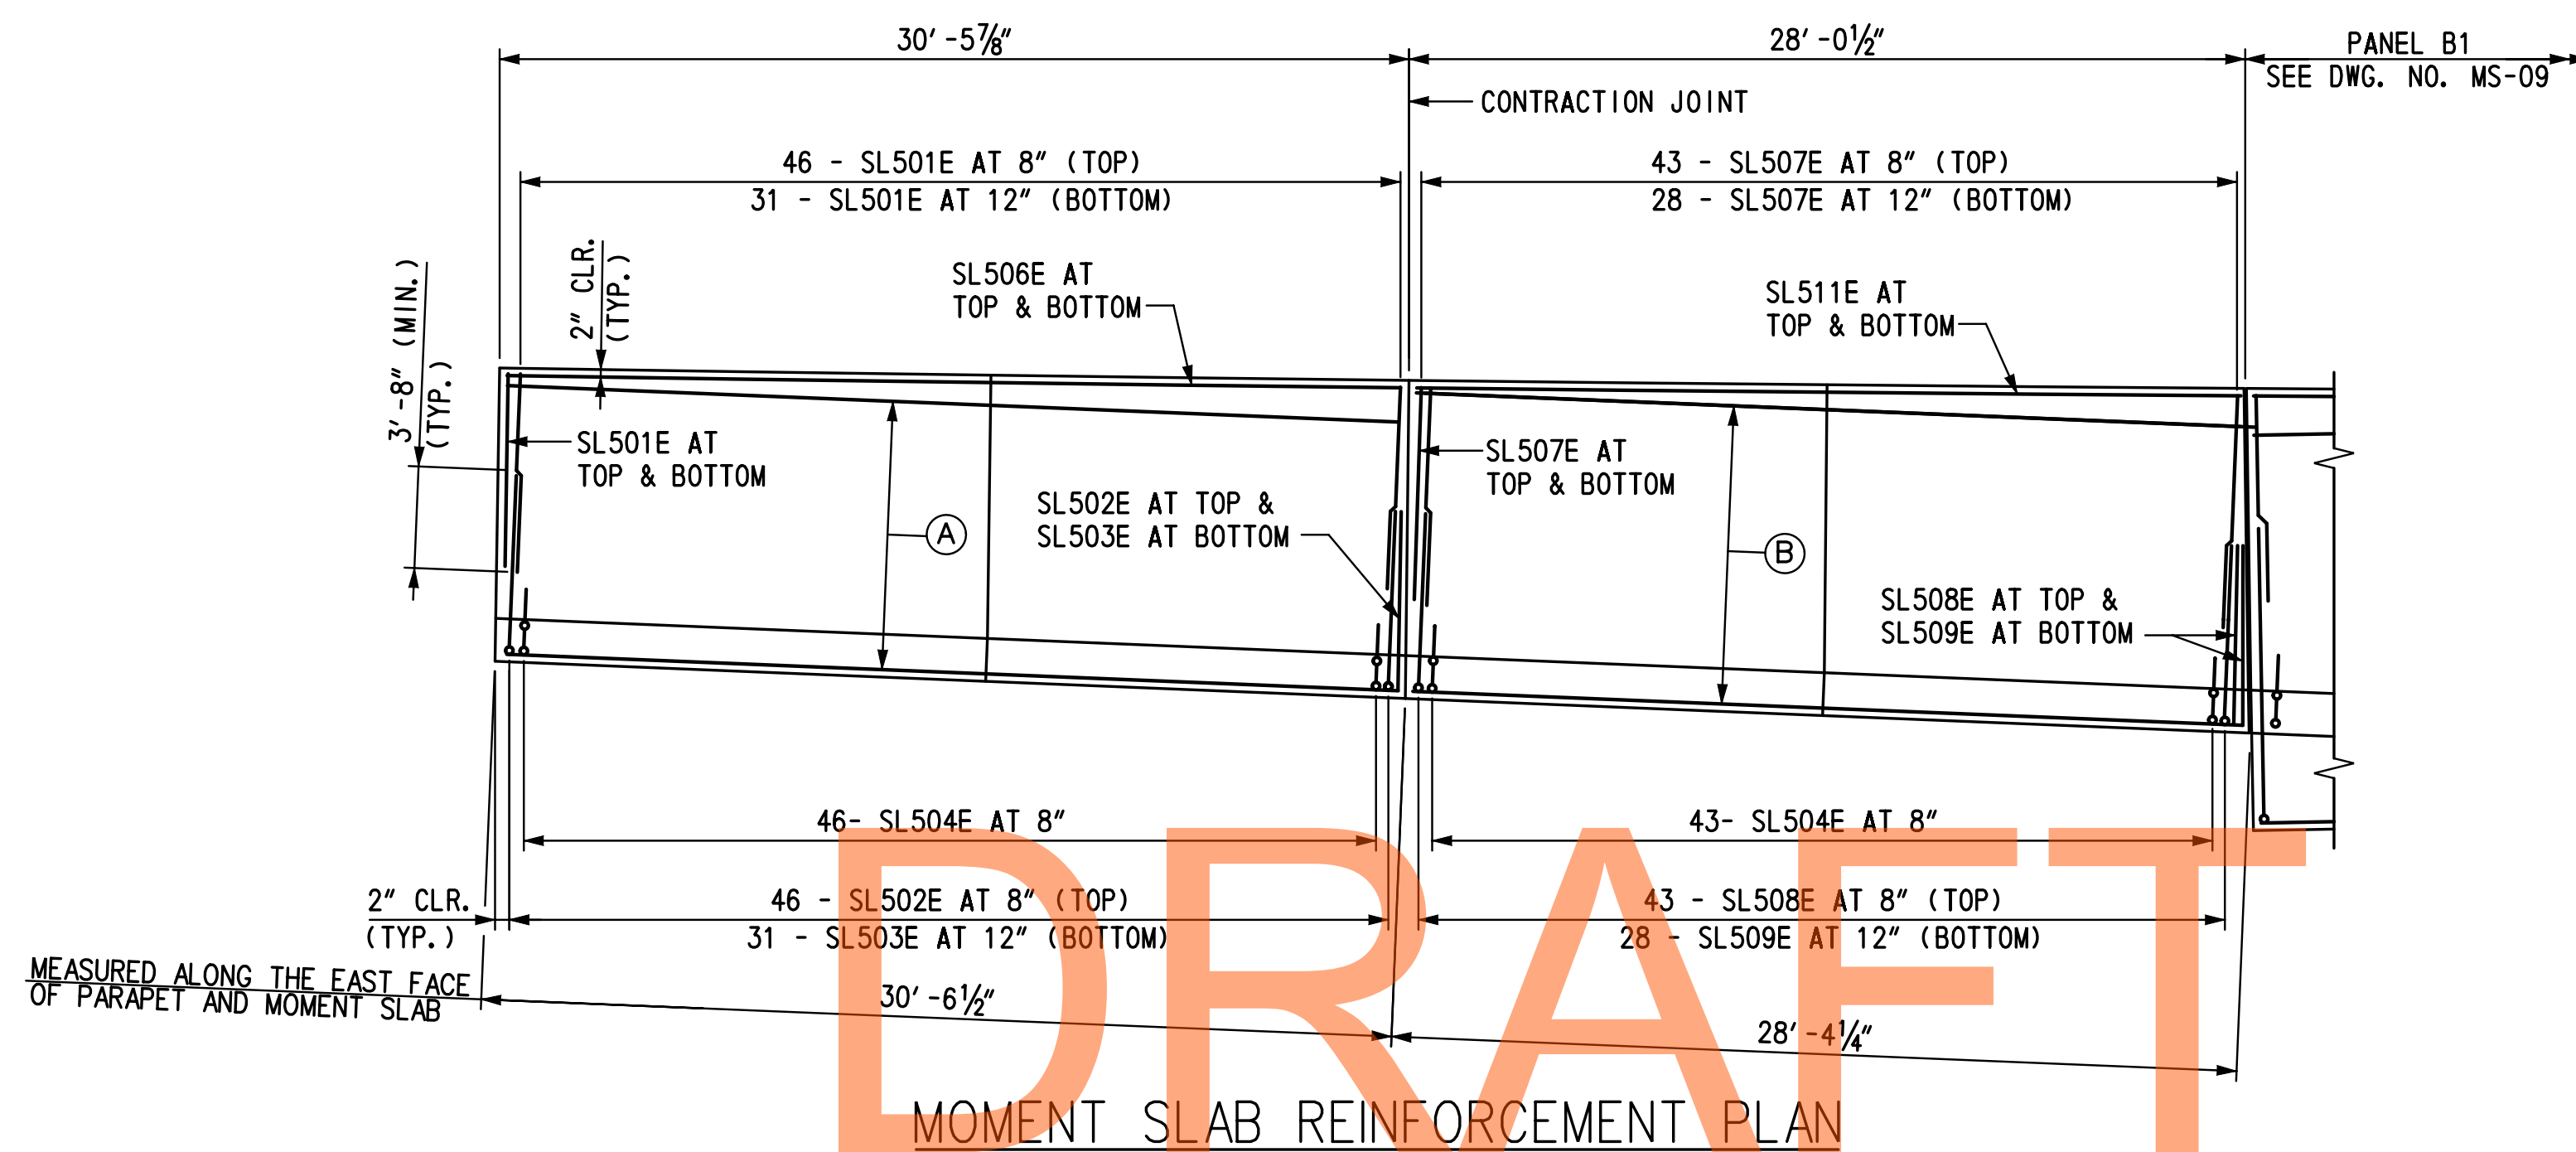 30'-5⅞"
28'-0½"
PANEL B1
SEE DWG. NO. MS-09
CONTRACTION JOINT
46 - SL501E AT 8" (TOP)
31 - SL501E AT 12" (BOTTOM)
43 - SL507E AT 8" (TOP)
28 - SL507E AT 12" (BOTTOM)
2" CLR.
(TYP.)
3'-8" (MIN.)
(TYP.)
SL506E AT
TOP & BOTTOM
SL511E AT
TOP & BOTTOM
SL501E AT
TOP & BOTTOM
SL507E AT
TOP & BOTTOM
SL502E AT TOP &
SL503E AT BOTTOM
A
B
SL508E AT TOP &
SL509E AT BOTTOM
46- SL504E AT 8"
43- SL504E AT 8"
2" CLR.
(TYP.)
46 - SL502E AT 8" (TOP)
31 - SL503E AT 12" (BOTTOM)
43 - SL508E AT 8" (TOP)
28 - SL509E AT 12" (BOTTOM)
MEASURED ALONG THE EAST FACE
OF PARAPET AND MOMENT SLAB
30'-6½"
28'-4¼"
DRAFT
MOMENT SLAB REINFORCEMENT PLAN